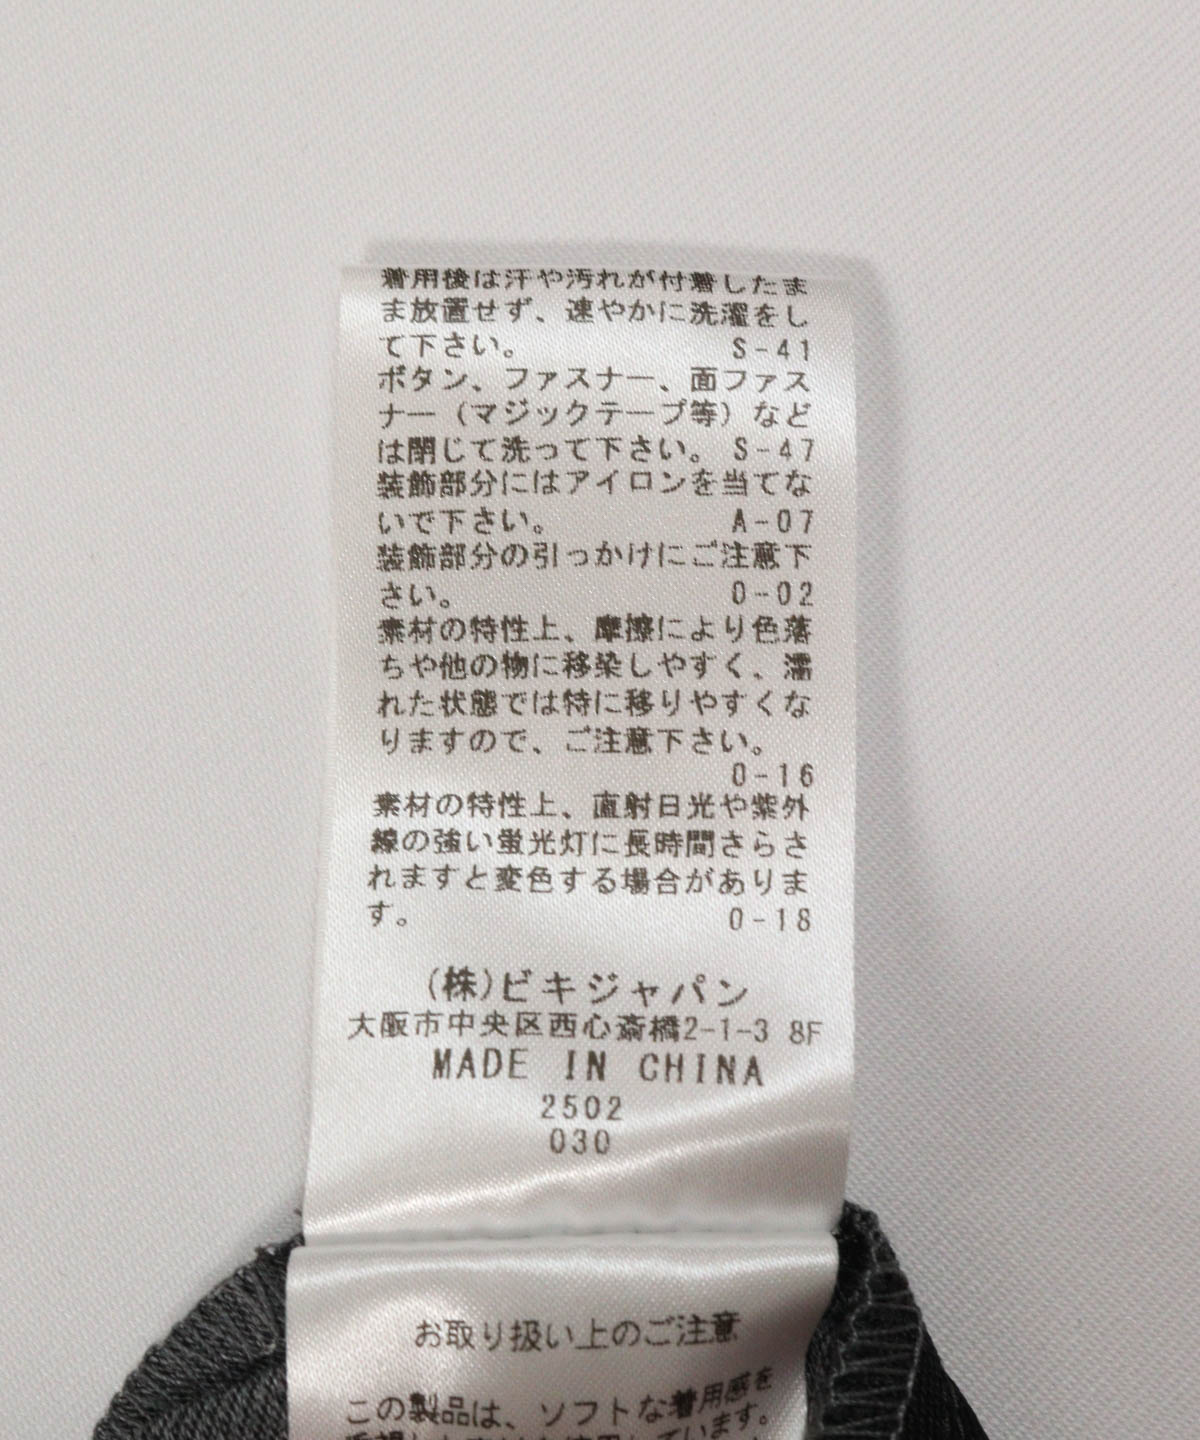 着用後は汗や汚れが付着したま
ま放置せず、速やかに洗濯をし
て下さい。 S-41
ボタン、ファスナー、面ファス
ナー（マジックテープ等）など
は閉じて洗って下さい。 S-47
装飾部分にはアイロンを当てな
いで下さい。 A-07
装飾部分の引っかけにご注意下
さい。 0-02
素材の特性上、摩擦により色落
ちや他の物に移染しやすく、濡
れた状態では特に移りやすくな
りますので、ご注意下さい。
0-16
素材の特性上、直射日光や紫外
線の強い蛍光灯に長時間さらさ
れますと変色する場合がありま
す。 0-18
(株)ビキジャパン
大阪市中央区西心斎橋2-1-3 8F
MADE IN CHINA
2502
030
お取り扱い上のご注意
この製品は、ソフトな着用感を